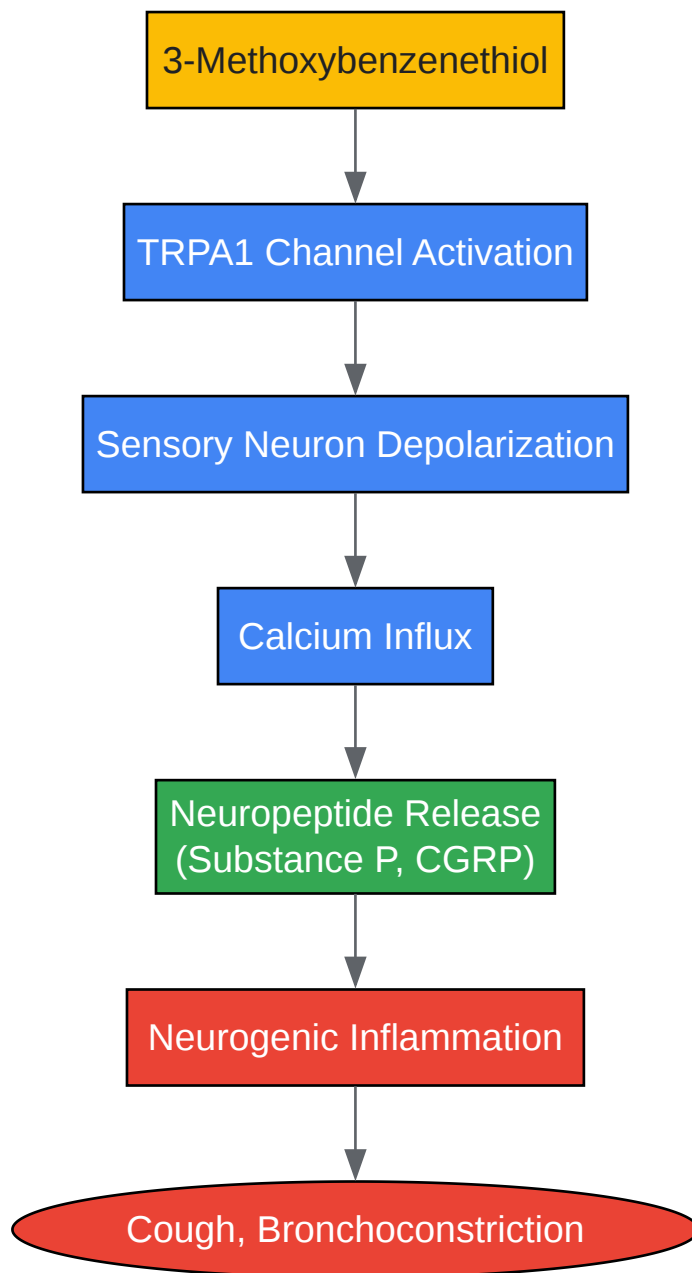 3-Methoxybenzenethiol
TRPA1 Channel Activation
Sensory Neuron Depolarization
Calcium Influx
Neuropeptide Release
(Substance P, CGRP)
Neurogenic Inflammation
Cough, Bronchoconstriction